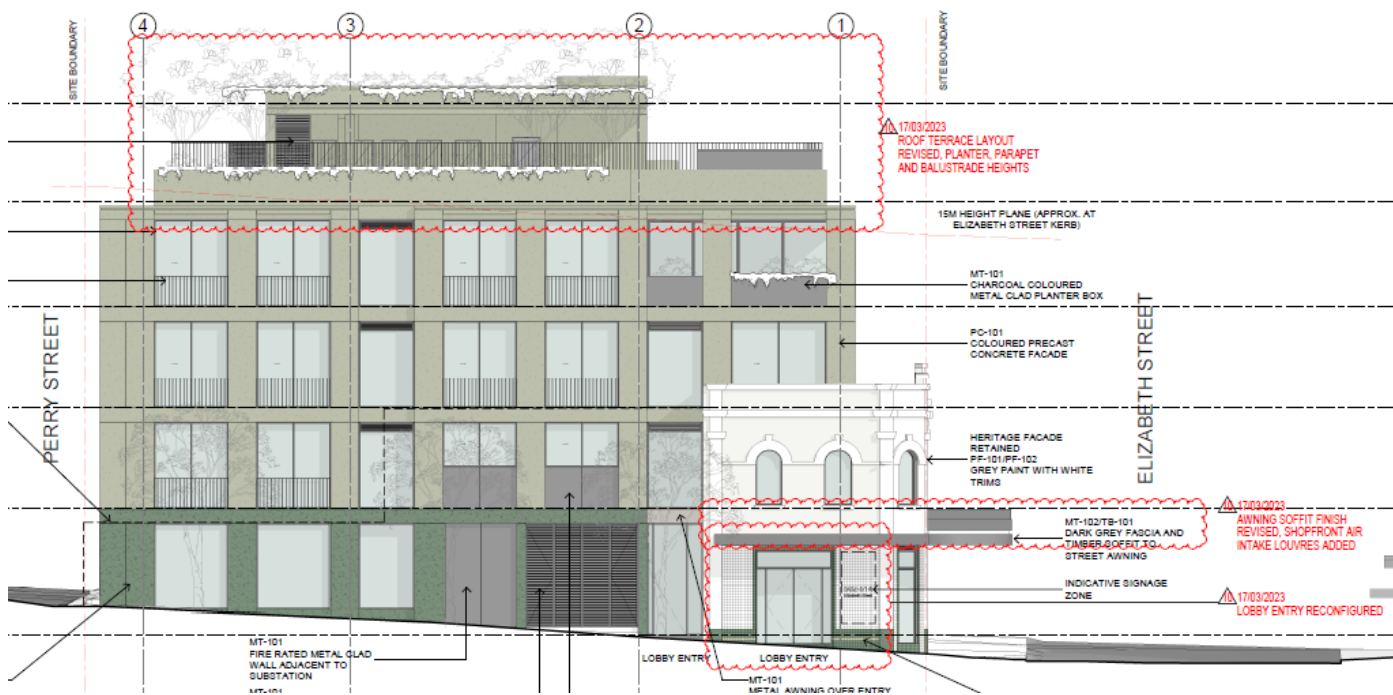 4
3
2
1
SITE BOUNDARY
SITE BOUNDARY
10 17/03/2023
ROOF TERRACE LAYOUT
REVISED, PLANTER, PARAPET
AND BALUSTRADE HEIGHTS
15M HEIGHT PLANE (APPROX. AT
ELIZABETH STREET KERB)
MT-101
CHARCOAL COLOURED
METAL CLAD PLANTER BOX
PC-101
COLOURED PRECAST
CONCRETE FACADE
PERRY STREET
ELIZABETH STREET
HERITAGE FACADE
RETAINED
PF-101/PF-102
GREY PAINT WITH WHITE
TRIMS
10 17/03/2023
AWNING SOFFIT FINISH
REVISED, SHOPFRONT AIR
INTAKE LOUVRES ADDED
MT-102/TB-101
DARK GREY FASCIA AND
TIMBER SOFFIT TO
STREET AWNING
INDICATIVE SIGNAGE
ZONE
10 17/03/2023
LOBBY ENTRY RECONFIGURED
MT-101
FIRE RATED METAL CLAD
WALL ADJACENT TO
SUBSTATION
LOBBY ENTRY
LOBBY ENTRY
MT-101
MT-101
METAL AWNING OVER ENTRY